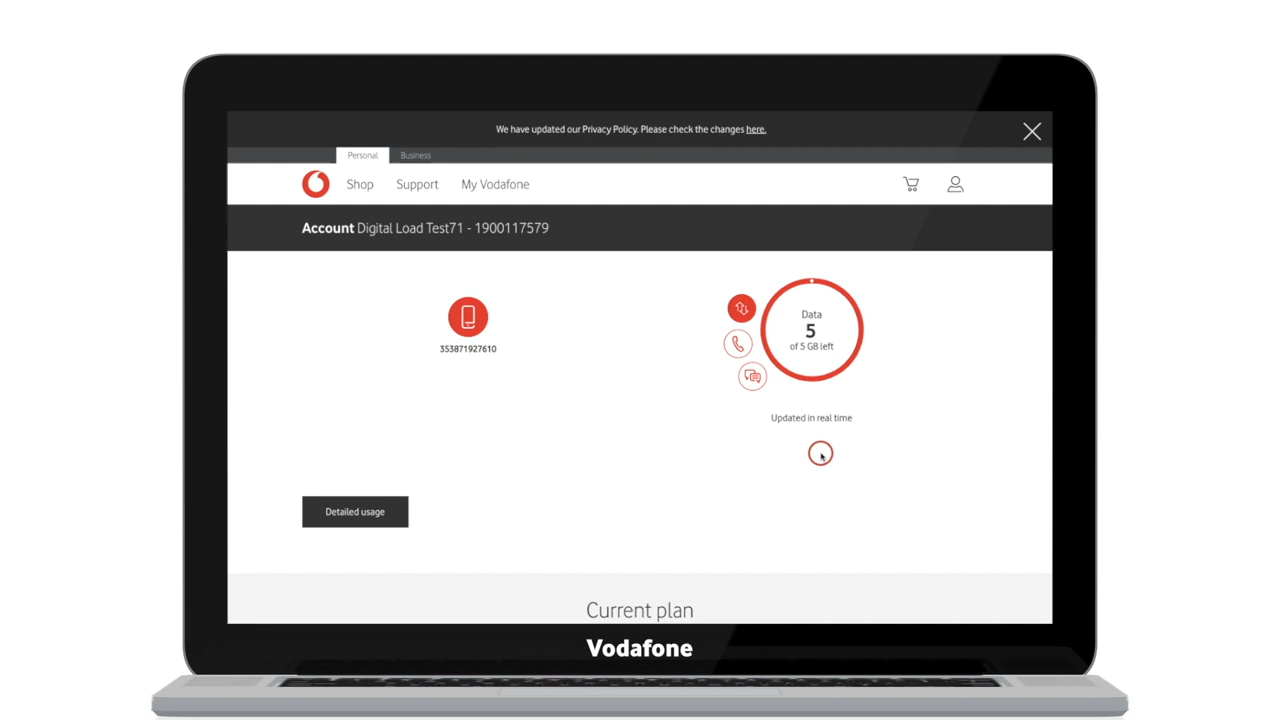 We have updated our Privacy Policy. Please check the changes here.
Personal Business
Shop Support My Vodafone
Account Digital Load Test71 - 1900117579
353871927610
Data
5
of 5 GB left
Updated in real time
Detailed usage
Current plan
Vodafone